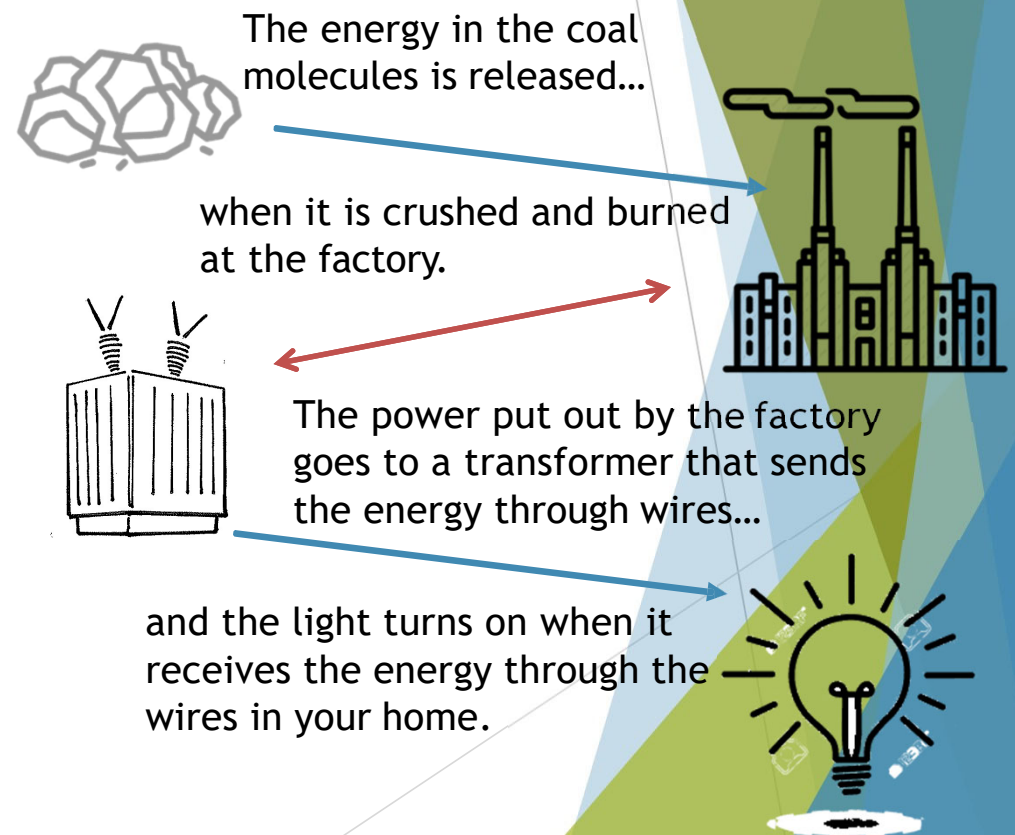 The energy in the coal
molecules is released…
when it is crushed and burned
at the factory.
The power put out by the factory
goes to a transformer that sends
the energy through wires…
and the light turns on when it
receives the energy through the
wires in your home.